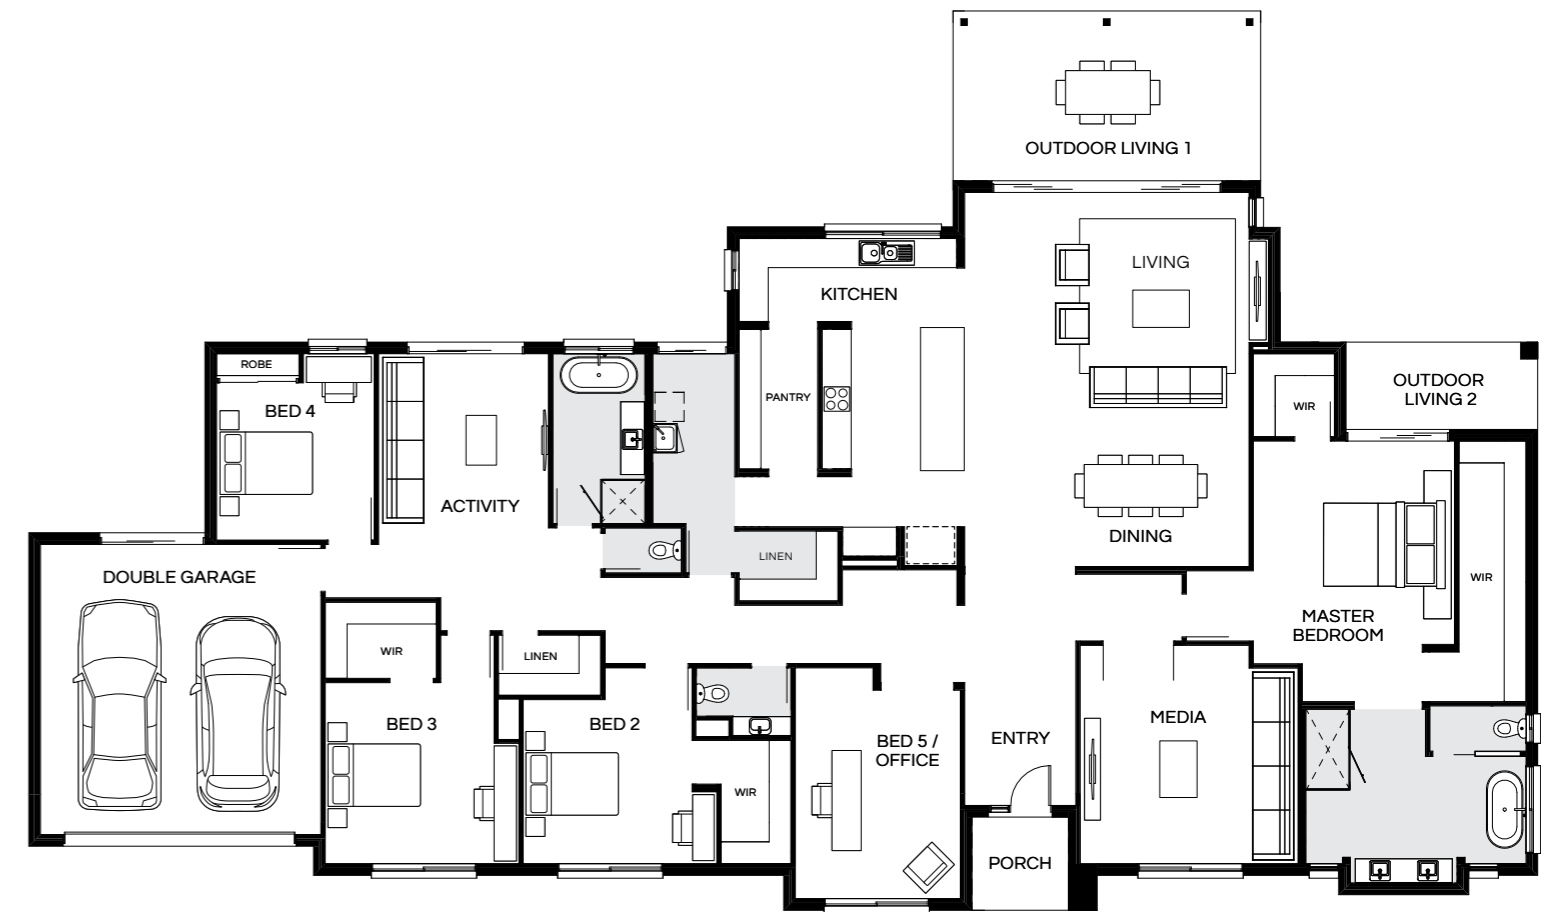 OUTDOOR LIVING 1
LIVING
KITCHEN
ROBE
BED 4
PANTRY
WIR
OUTDOOR
LIVING 2
ACTIVITY
DINING
LINEN
DOUBLE GARAGE
WIR
MASTER
BEDROOM
WIR
LINEN
BED 3
BED 2
BED 5 /
OFFICE
ENTRY
MEDIA
WIR
PORCH